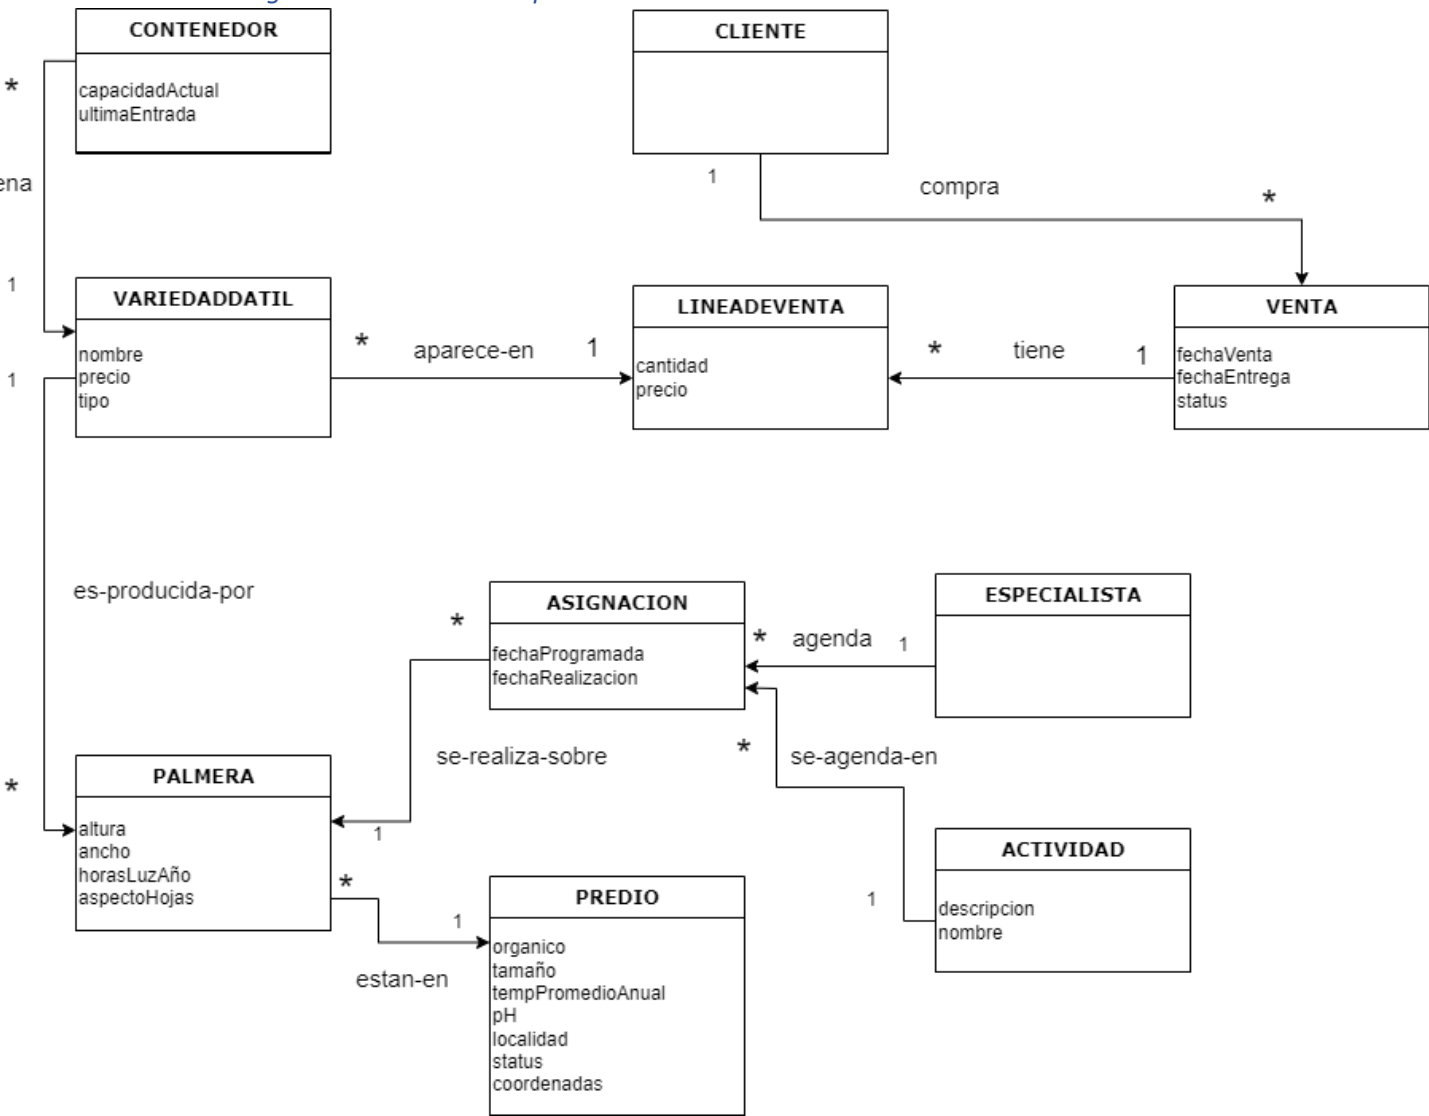 CONTENEDOR
capacidadActual
ultimaEntrada
CLIENTE
*
ena
1
1
compra
*
VARIEDADDATIL
nombre
precio
tipo
1
1
* aparece-en 1
LINEADEVENTA
cantidad
precio
* tiene 1
VENTA
fechaVenta
fechaEntrega
status
es-producida-por
*
ASIGNACION
fechaProgramada
fechaRealizacion
* agenda 1
ESPECIALISTA
*
se-realiza-sobre
1
* se-agenda-en
1
PALMERA
altura
ancho
horasLuzAño
aspectoHojas
*
1
estan-en
PREDIO
organico
tamaño
tempPromedioAnual
pH
localidad
status
coordenadas
ACTIVIDAD
descripcion
nombre
*